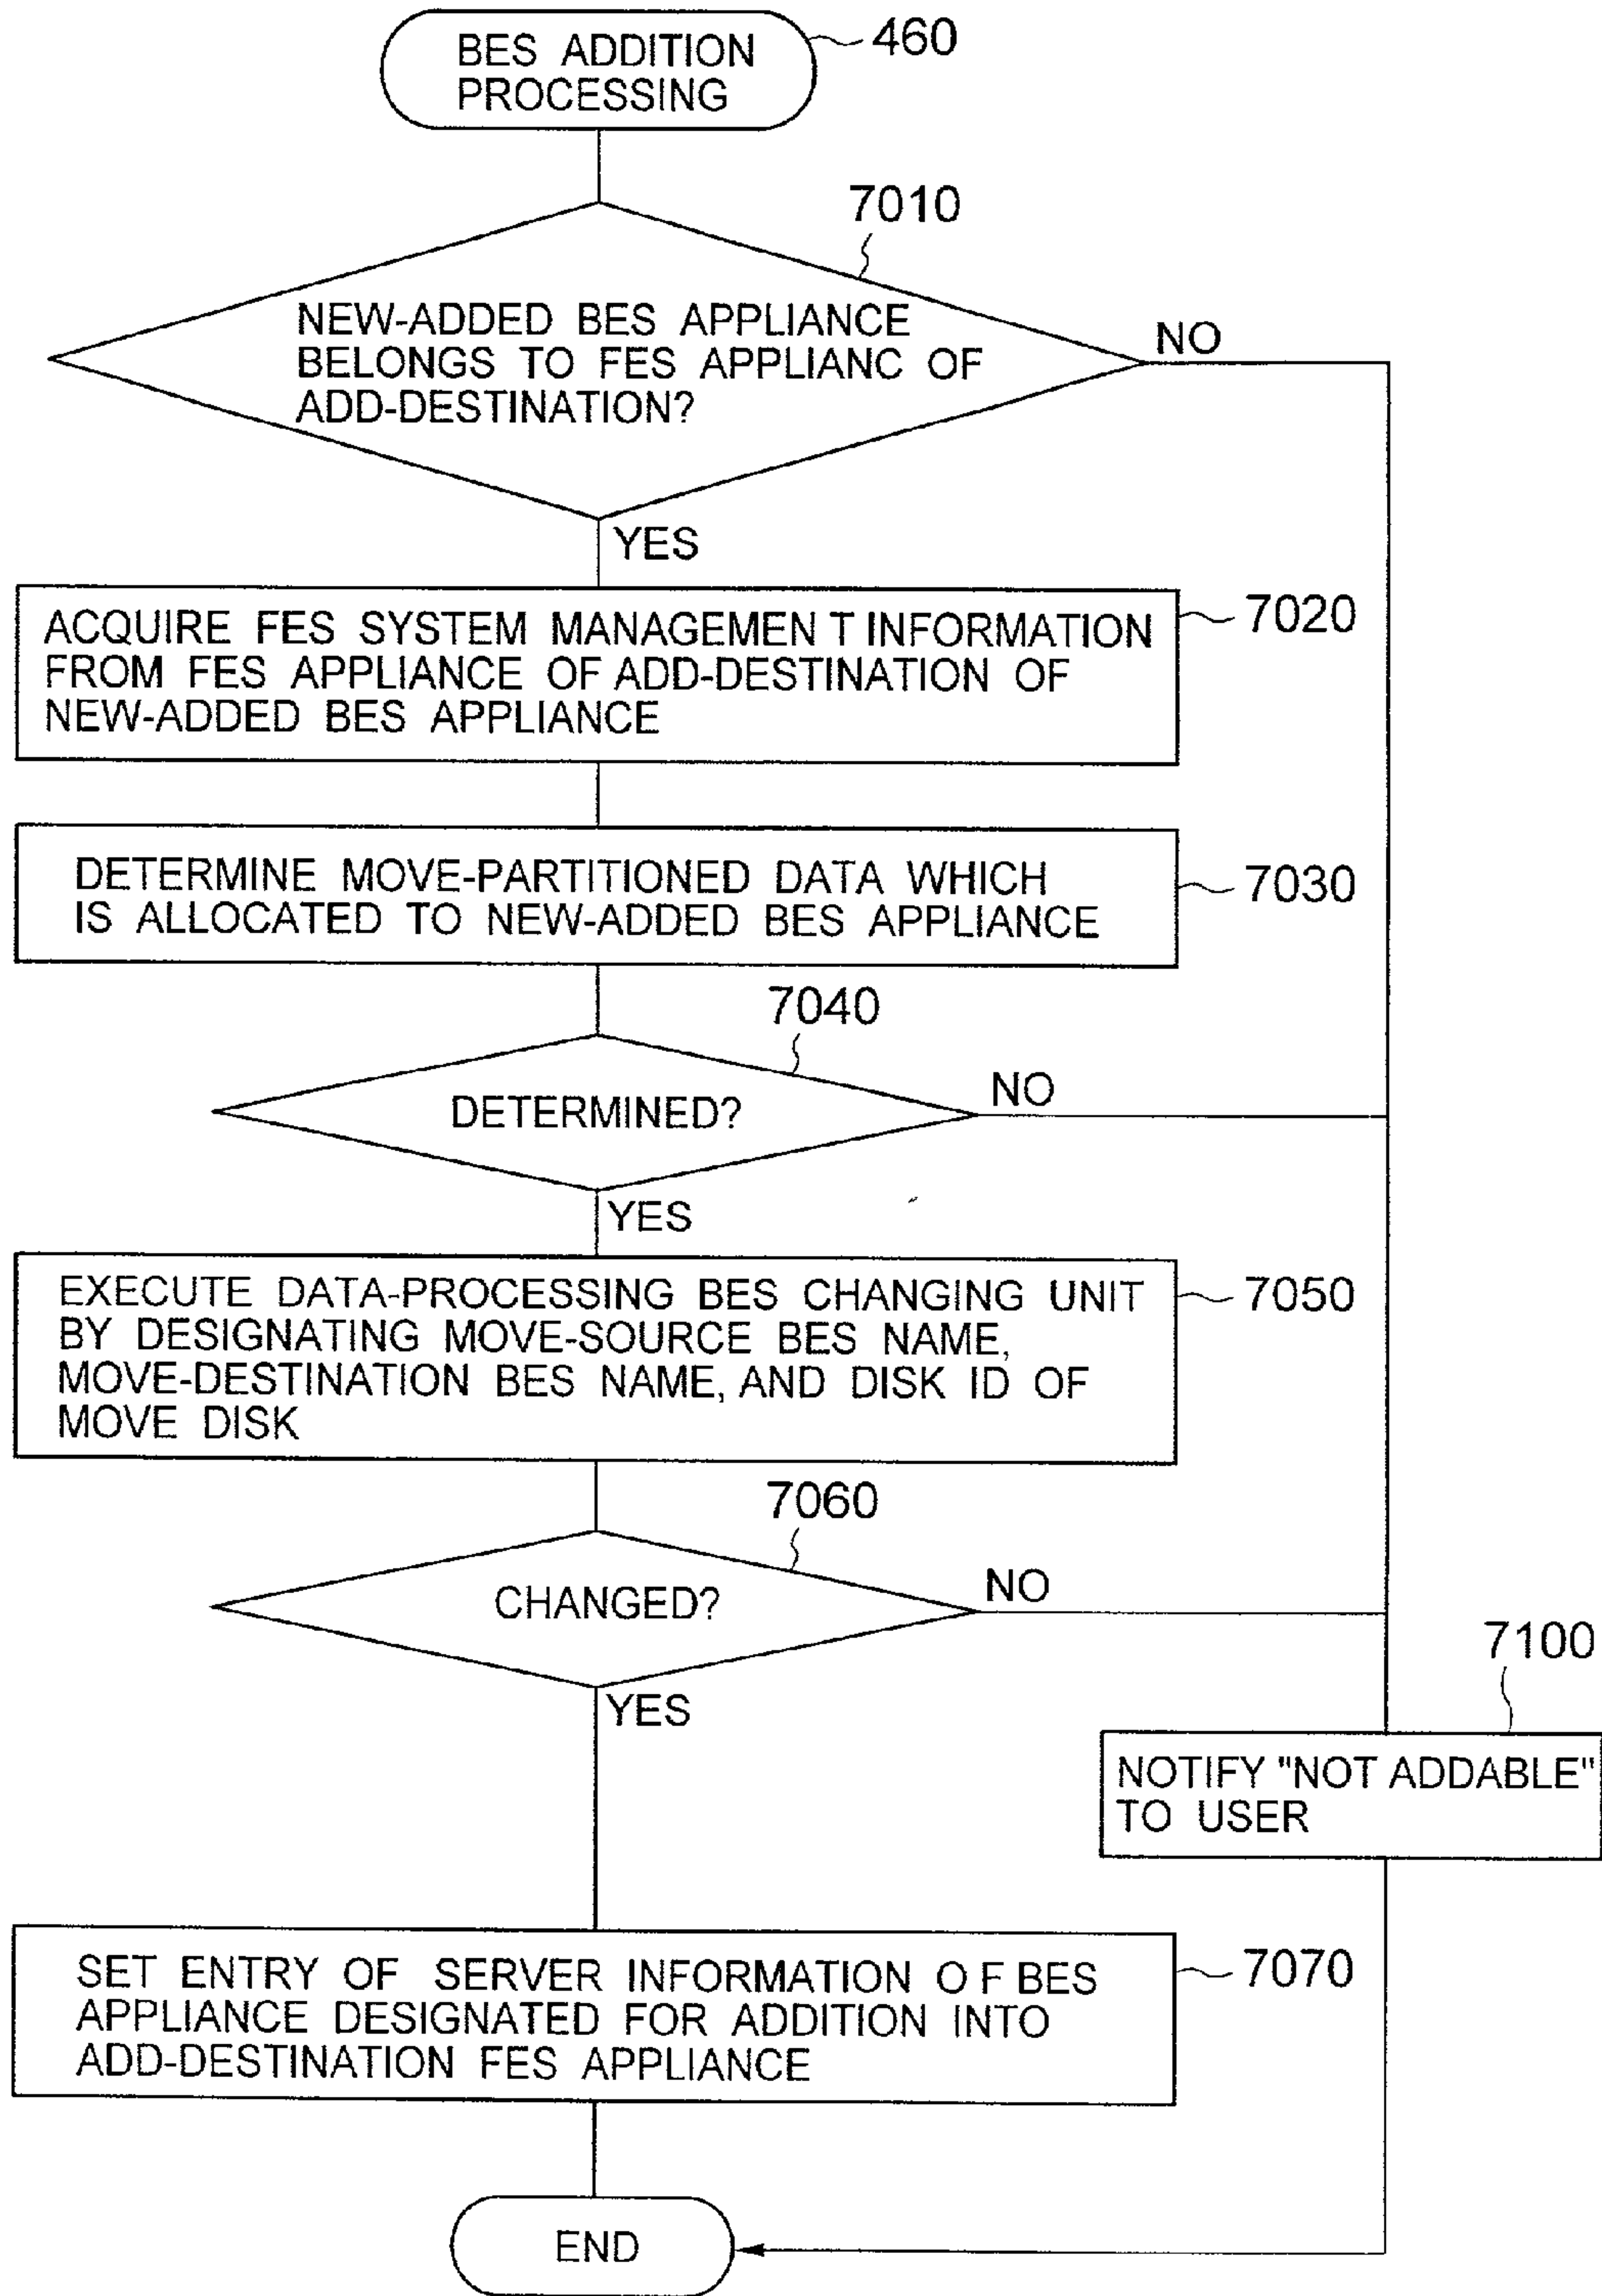 BES ADDITION
PROCESSING
460
7010
NEW-ADDED BES APPLIANCE
BELONGS TO FES APPLIANC OF
ADD-DESTINATION?
NO
YES
ACQUIRE FES SYSTEM MANAGEMEN T INFORMATION
FROM FES APPLIANCE OF ADD-DESTINATION OF
NEW-ADDED BES APPLIANCE
7020
DETERMINE MOVE-PARTITIONED DATA WHICH
IS ALLOCATED TO NEW-ADDED BES APPLIANCE
7030
7040
DETERMINED?
NO
YES
EXECUTE DATA-PROCESSING BES CHANGING UNIT
BY DESIGNATING MOVE-SOURCE BES NAME,
MOVE-DESTINATION BES NAME, AND DISK ID OF
MOVE DISK
7050
7060
CHANGED?
NO
YES
7100
NOTIFY "NOT ADDABLE"
TO USER
SET ENTRY OF SERVER INFORMATION O F BES
APPLIANCE DESIGNATED FOR ADDITION INTO
ADD-DESTINATION FES APPLIANCE
7070
END